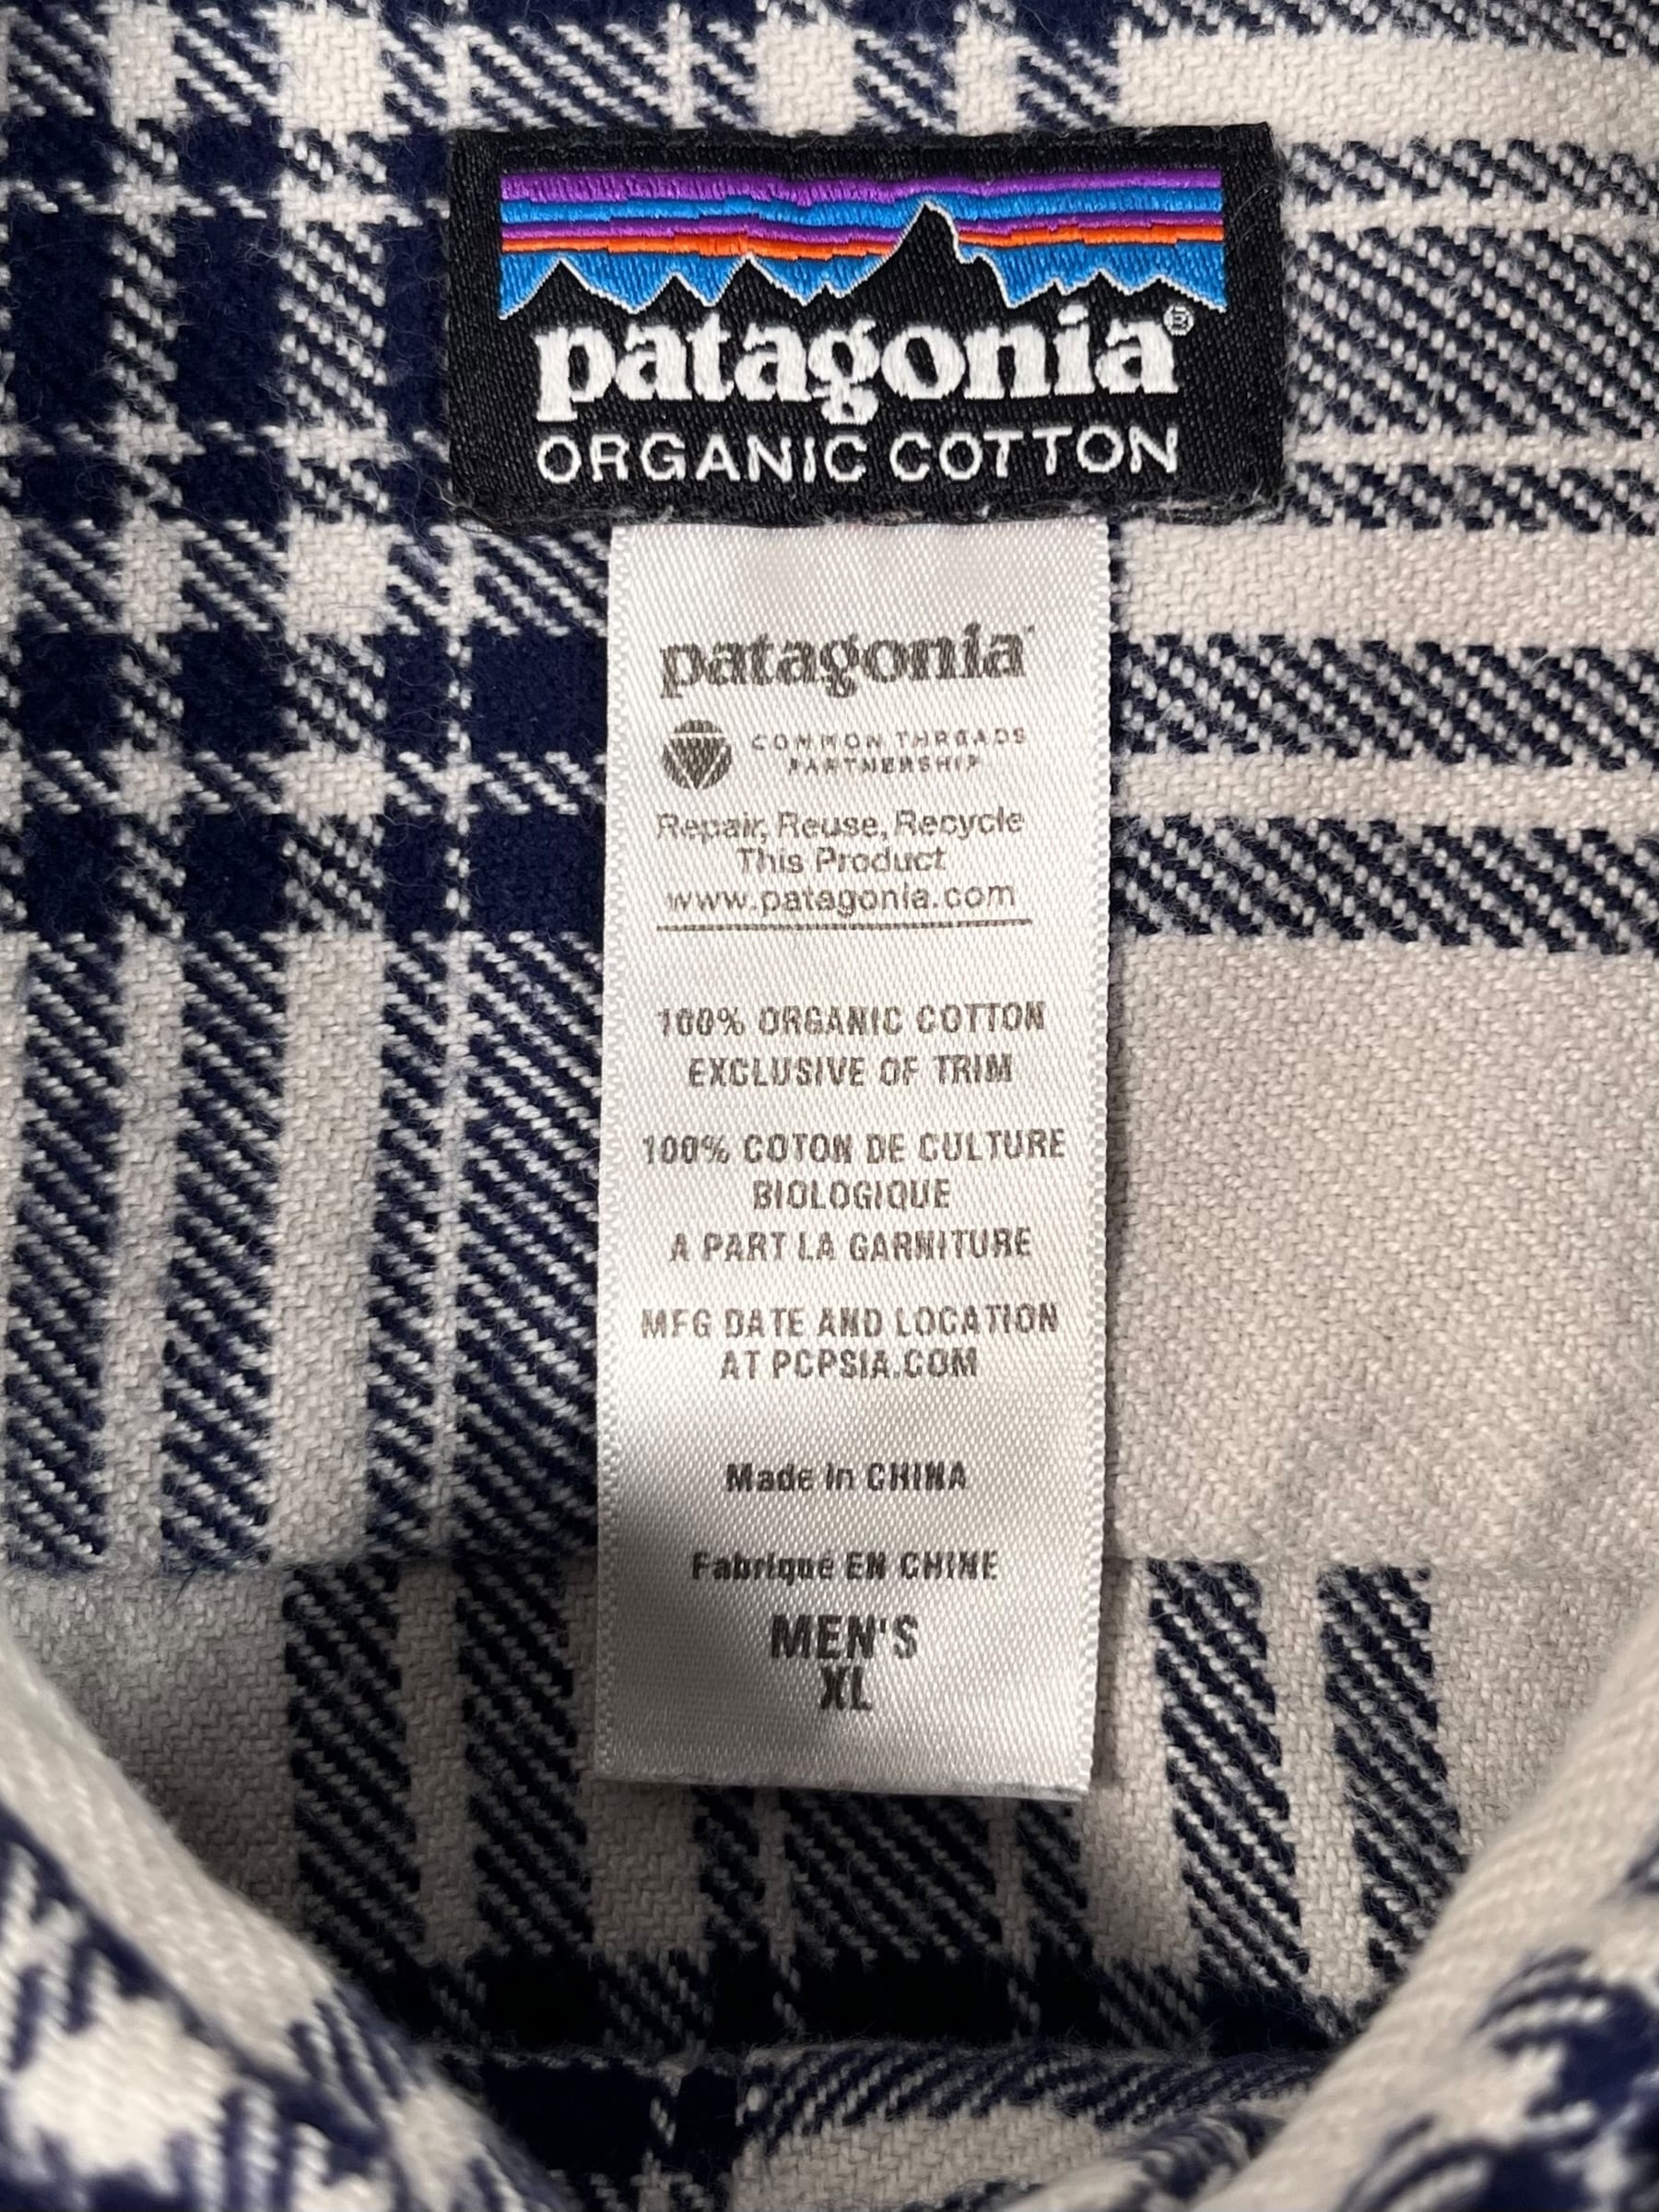 patagonia®
ORGANIC COTTON
patagonia
COMMON THREADS
PARTNERSHIP
Repair, Reuse, Recycle
This Product
www.patagonia.com
100% ORGANIC COTTON
EXCLUSIVE OF TRIM
100% COTON DE CULTURE
BIOLOGIQUE
A PART LA GARNITURE
MFG DATE AND LOCATION
AT PCPSIA.COM
Made in CHINA
Fabriqué EN CHINE
MEN'S
XL